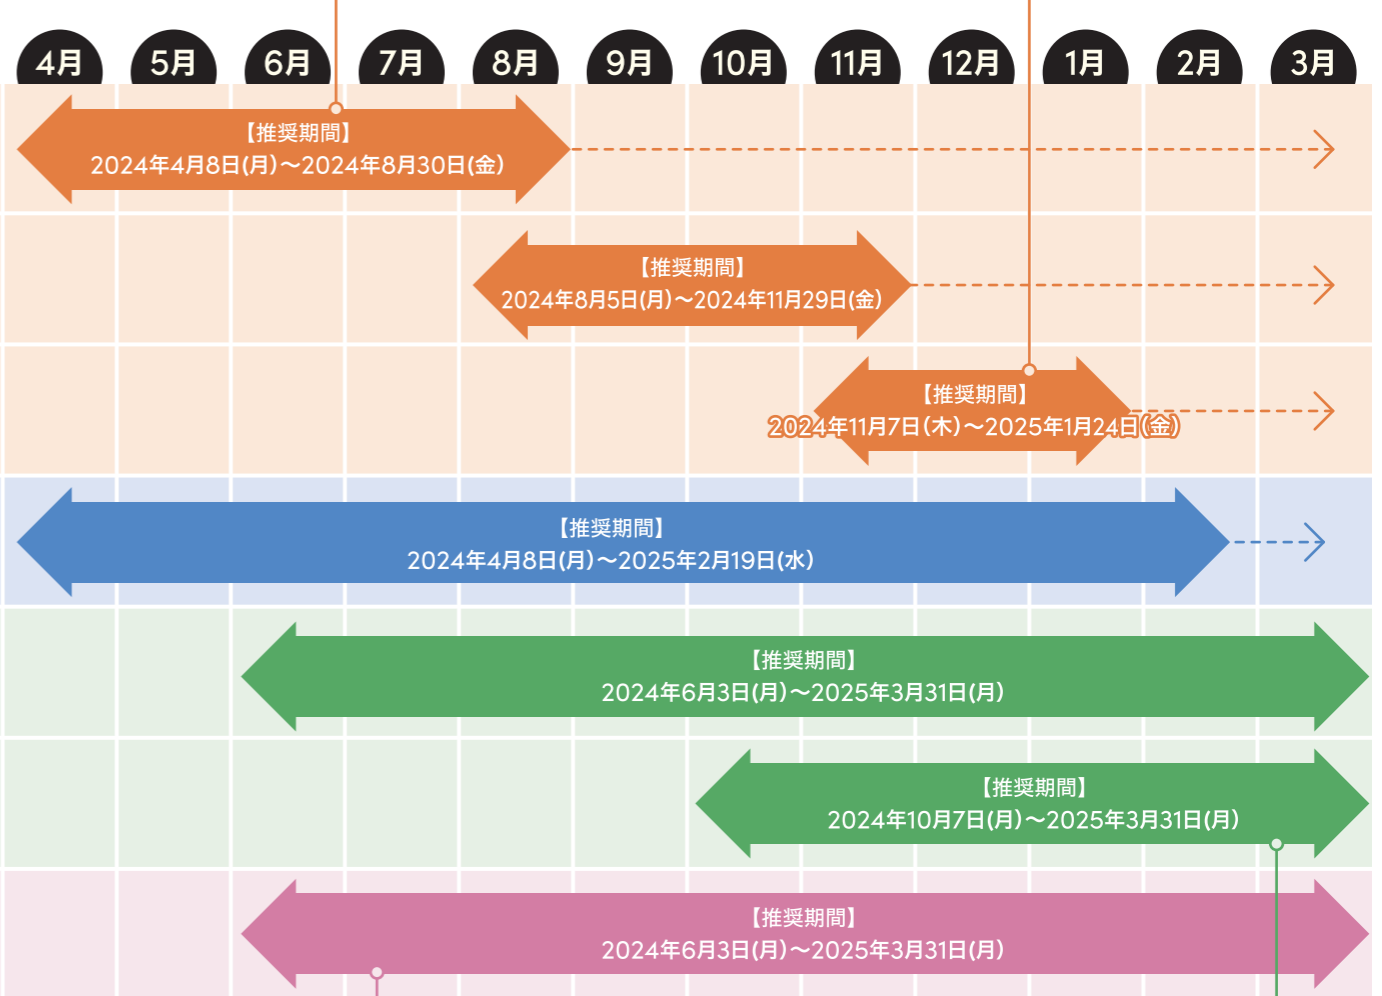 4月 5月 6月 7月 8月 9月 10月 11月 12月 1月 2月 3月
【推奨期間】
2024年4月8日(月)〜2024年8月30日(金)
【推奨期間】
2024年8月5日(月)〜2024年11月29日(金)
【推奨期間】
2024年11月7日(木)〜2025年1月24日(金)
【推奨期間】
2024年4月8日(月)〜2025年2月19日(水)
【推奨期間】
2024年6月3日(月)〜2025年3月31日(月)
【推奨期間】
2024年10月7日(月)〜2025年3月31日(月)
【推奨期間】
2024年6月3日(月)〜2025年3月31日(月)